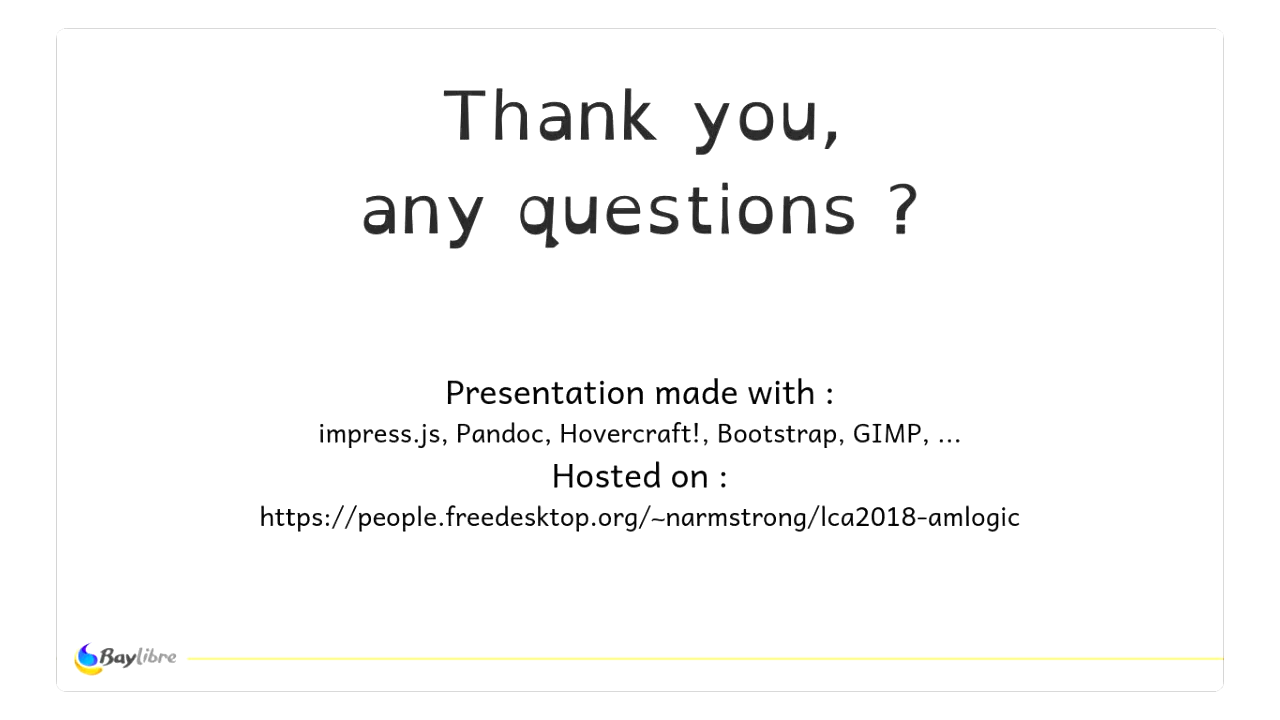 Thank you,
any questions ?
Presentation made with :
impress.js, Pandoc, Hovercraft!, Bootstrap, GIMP, ...
Hosted on :
https://people.freedesktop.org/~narmstrong/lca2018-amlogic
Baylibre